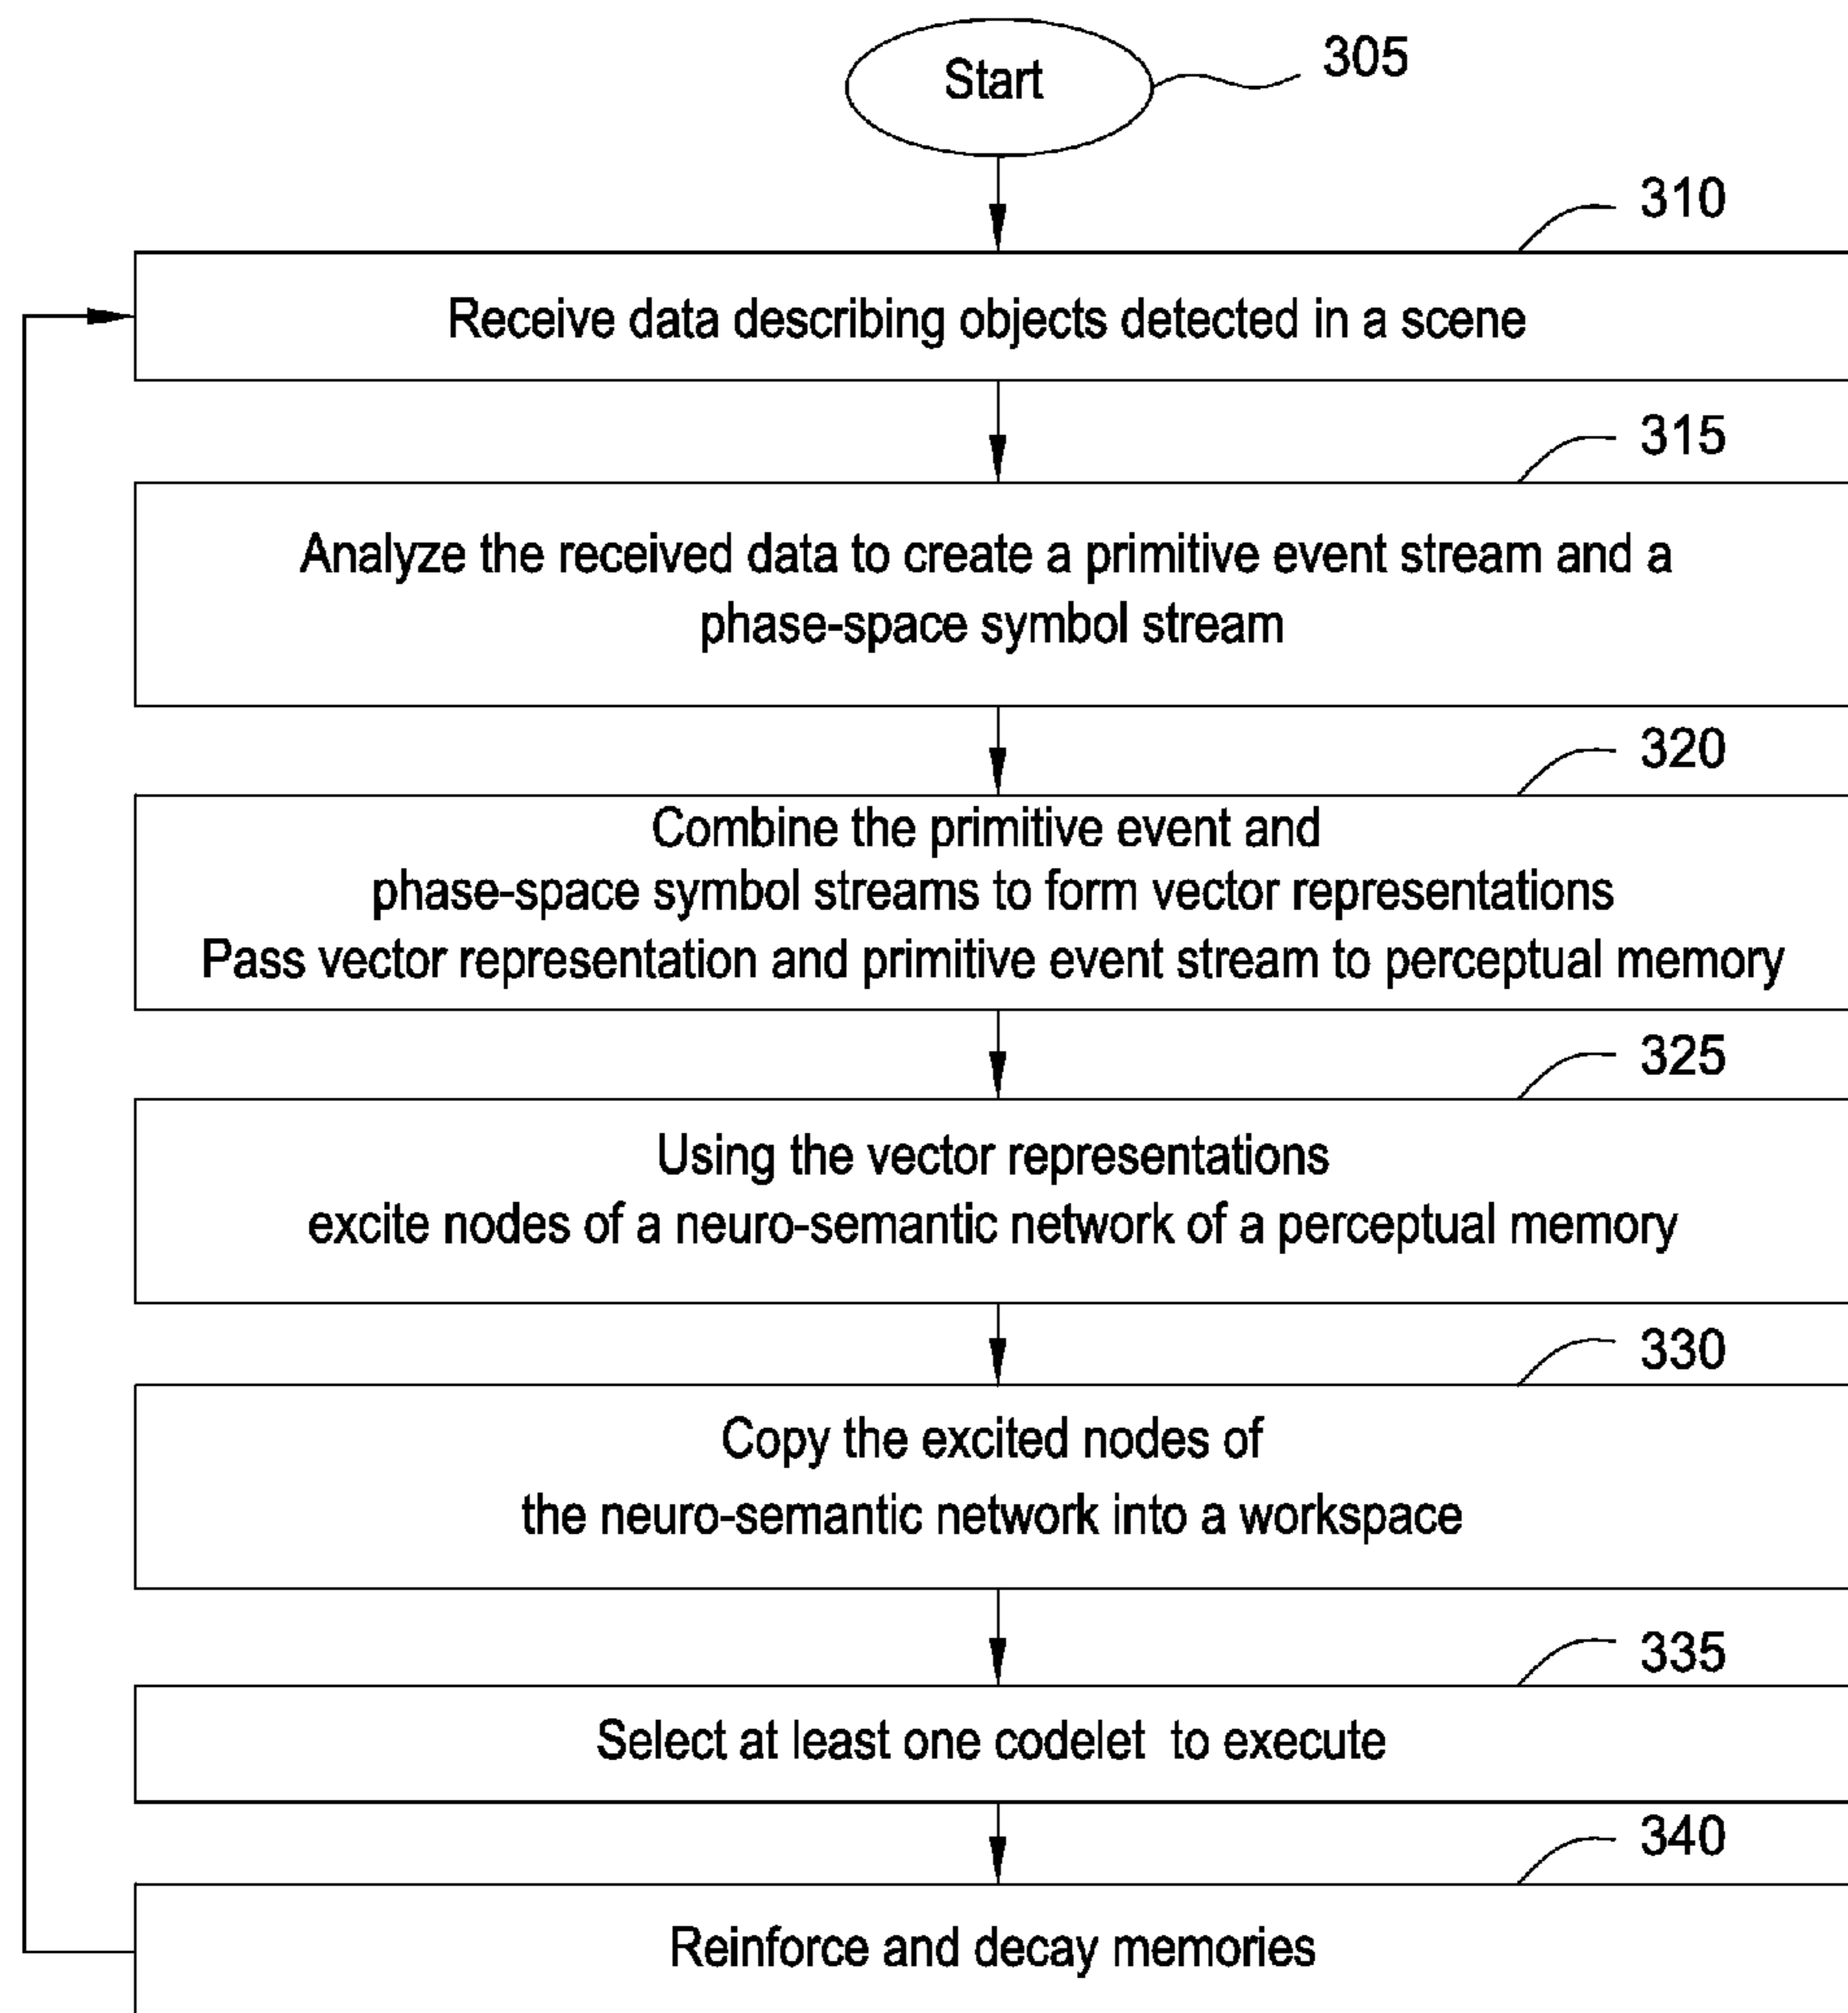 Start
305
310
Receive data describing objects detected in a scene
315
Analyze the received data to create a primitive event stream and a
phase-space symbol stream
320
Combine the primitive event and
phase-space symbol streams to form vector representations
Pass vector representation and primitive event stream to perceptual memory
325
Using the vector representations
excite nodes of a neuro-semantic network of a perceptual memory
330
Copy the excited nodes of
the neuro-semantic network into a workspace
335
Select at least one codelet to execute
340
Reinforce and decay memories